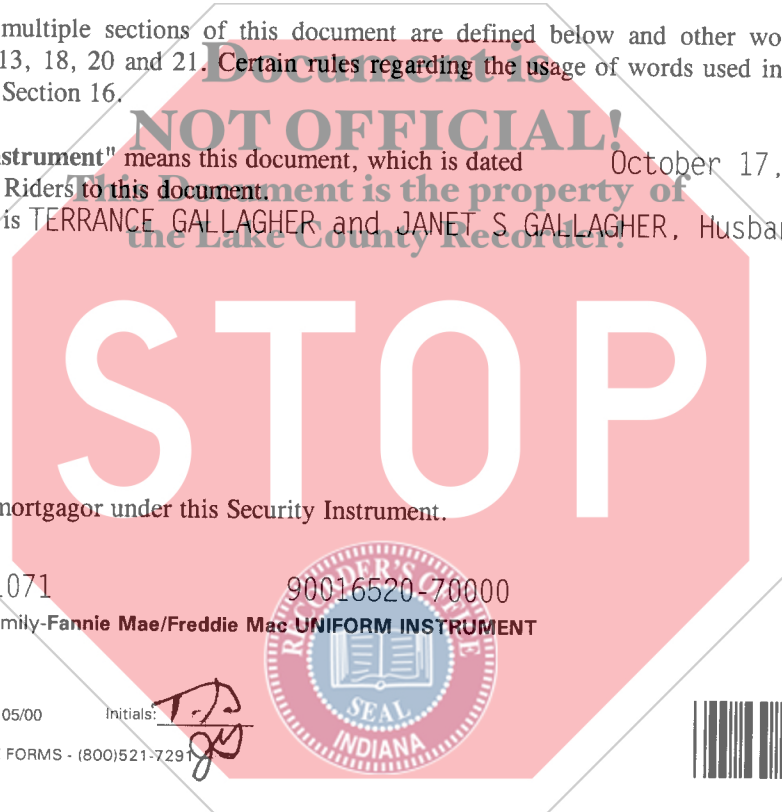 multiple sections of this document are defined below and other wo
13, 18, 20 and 21. Certain rules regarding the usage of words used in
Section 16.
Document is
NOT OFFICIAL!
This Document is the property of
the Lake County Recorder!
strument" means this document, which is dated October 17,
Riders to this document.
is TERRANCE GALLAGHER and JANET S GALLAGHER, Husba
STOP
mortgagor under this Security Instrument.
071 90016520-70000
mily-Fannie Mae/Freddie Mac UNIFORM INSTRUMENT
RECORDER'S OFFICE
SEAL
INDIANA
05/00 Initials:
FORMS - (800)521-7291